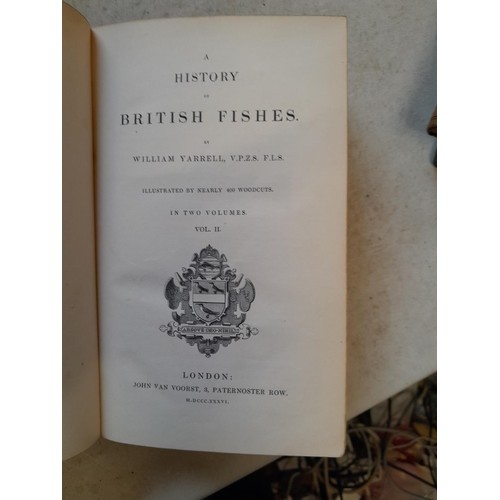 A
HISTORY
OF
BRITISH FISHES.
BY
WILLIAM YARRELL, V.P.Z.S. F.L.S.
ILLUSTRATED BY NEARLY 400 WOODCUTS.
IN TWO VOLUMES.
VOL. II.
LONDON:
JOHN VAN VOORST, 3, PATERNOSTER ROW.
M.DCCC.XXXVI.